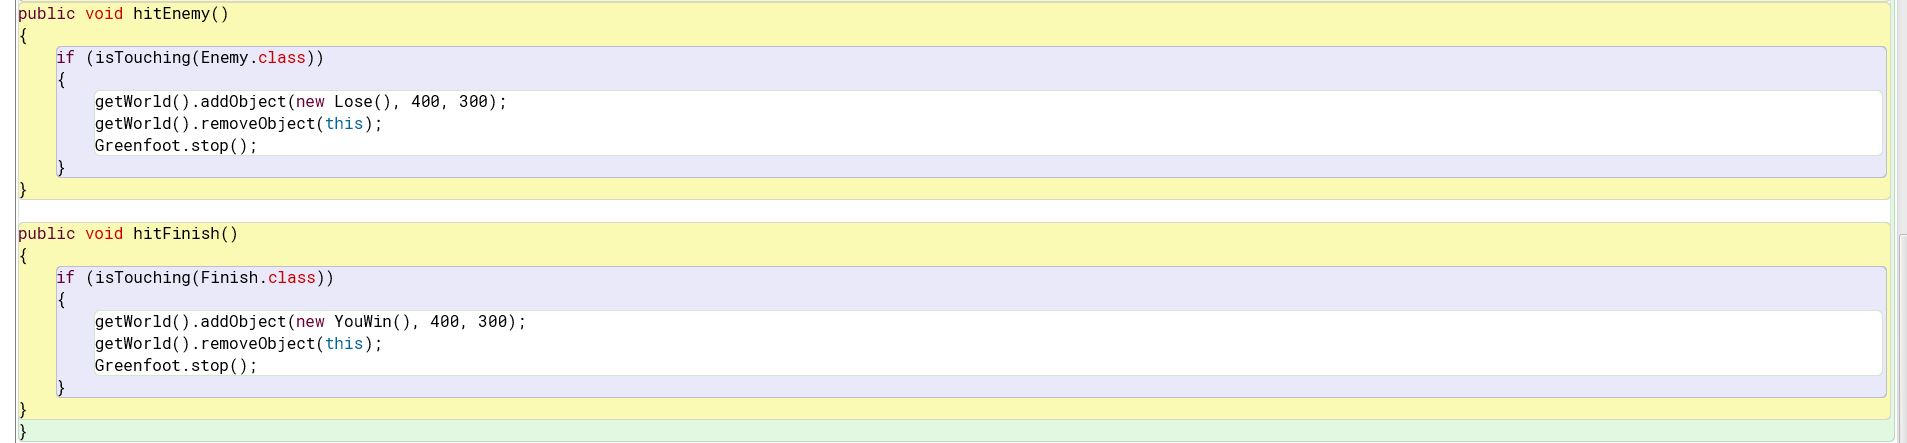 public void hitEnemy()
{
    if (isTouching(Enemy.class))
    {
        getWorld().addObject(new Lose(), 400, 300);
        getWorld().removeObject(this);
        Greenfoot.stop();
    }
}

public void hitFinish()
{
    if (isTouching(Finish.class))
    {
        getWorld().addObject(new YouWin(), 400, 300);
        getWorld().removeObject(this);
        Greenfoot.stop();
    }
}
}